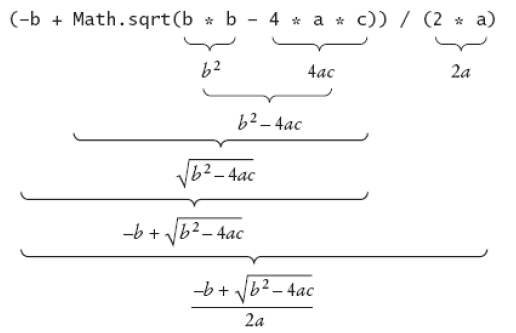 (-b + Math.sqrt(b * b - 4 * a * c)) / (2 * a)
b² 4ac 2a
b² – 4ac
√b² – 4ac
–b + √b² – 4ac
–b + √b² – 4ac
2a